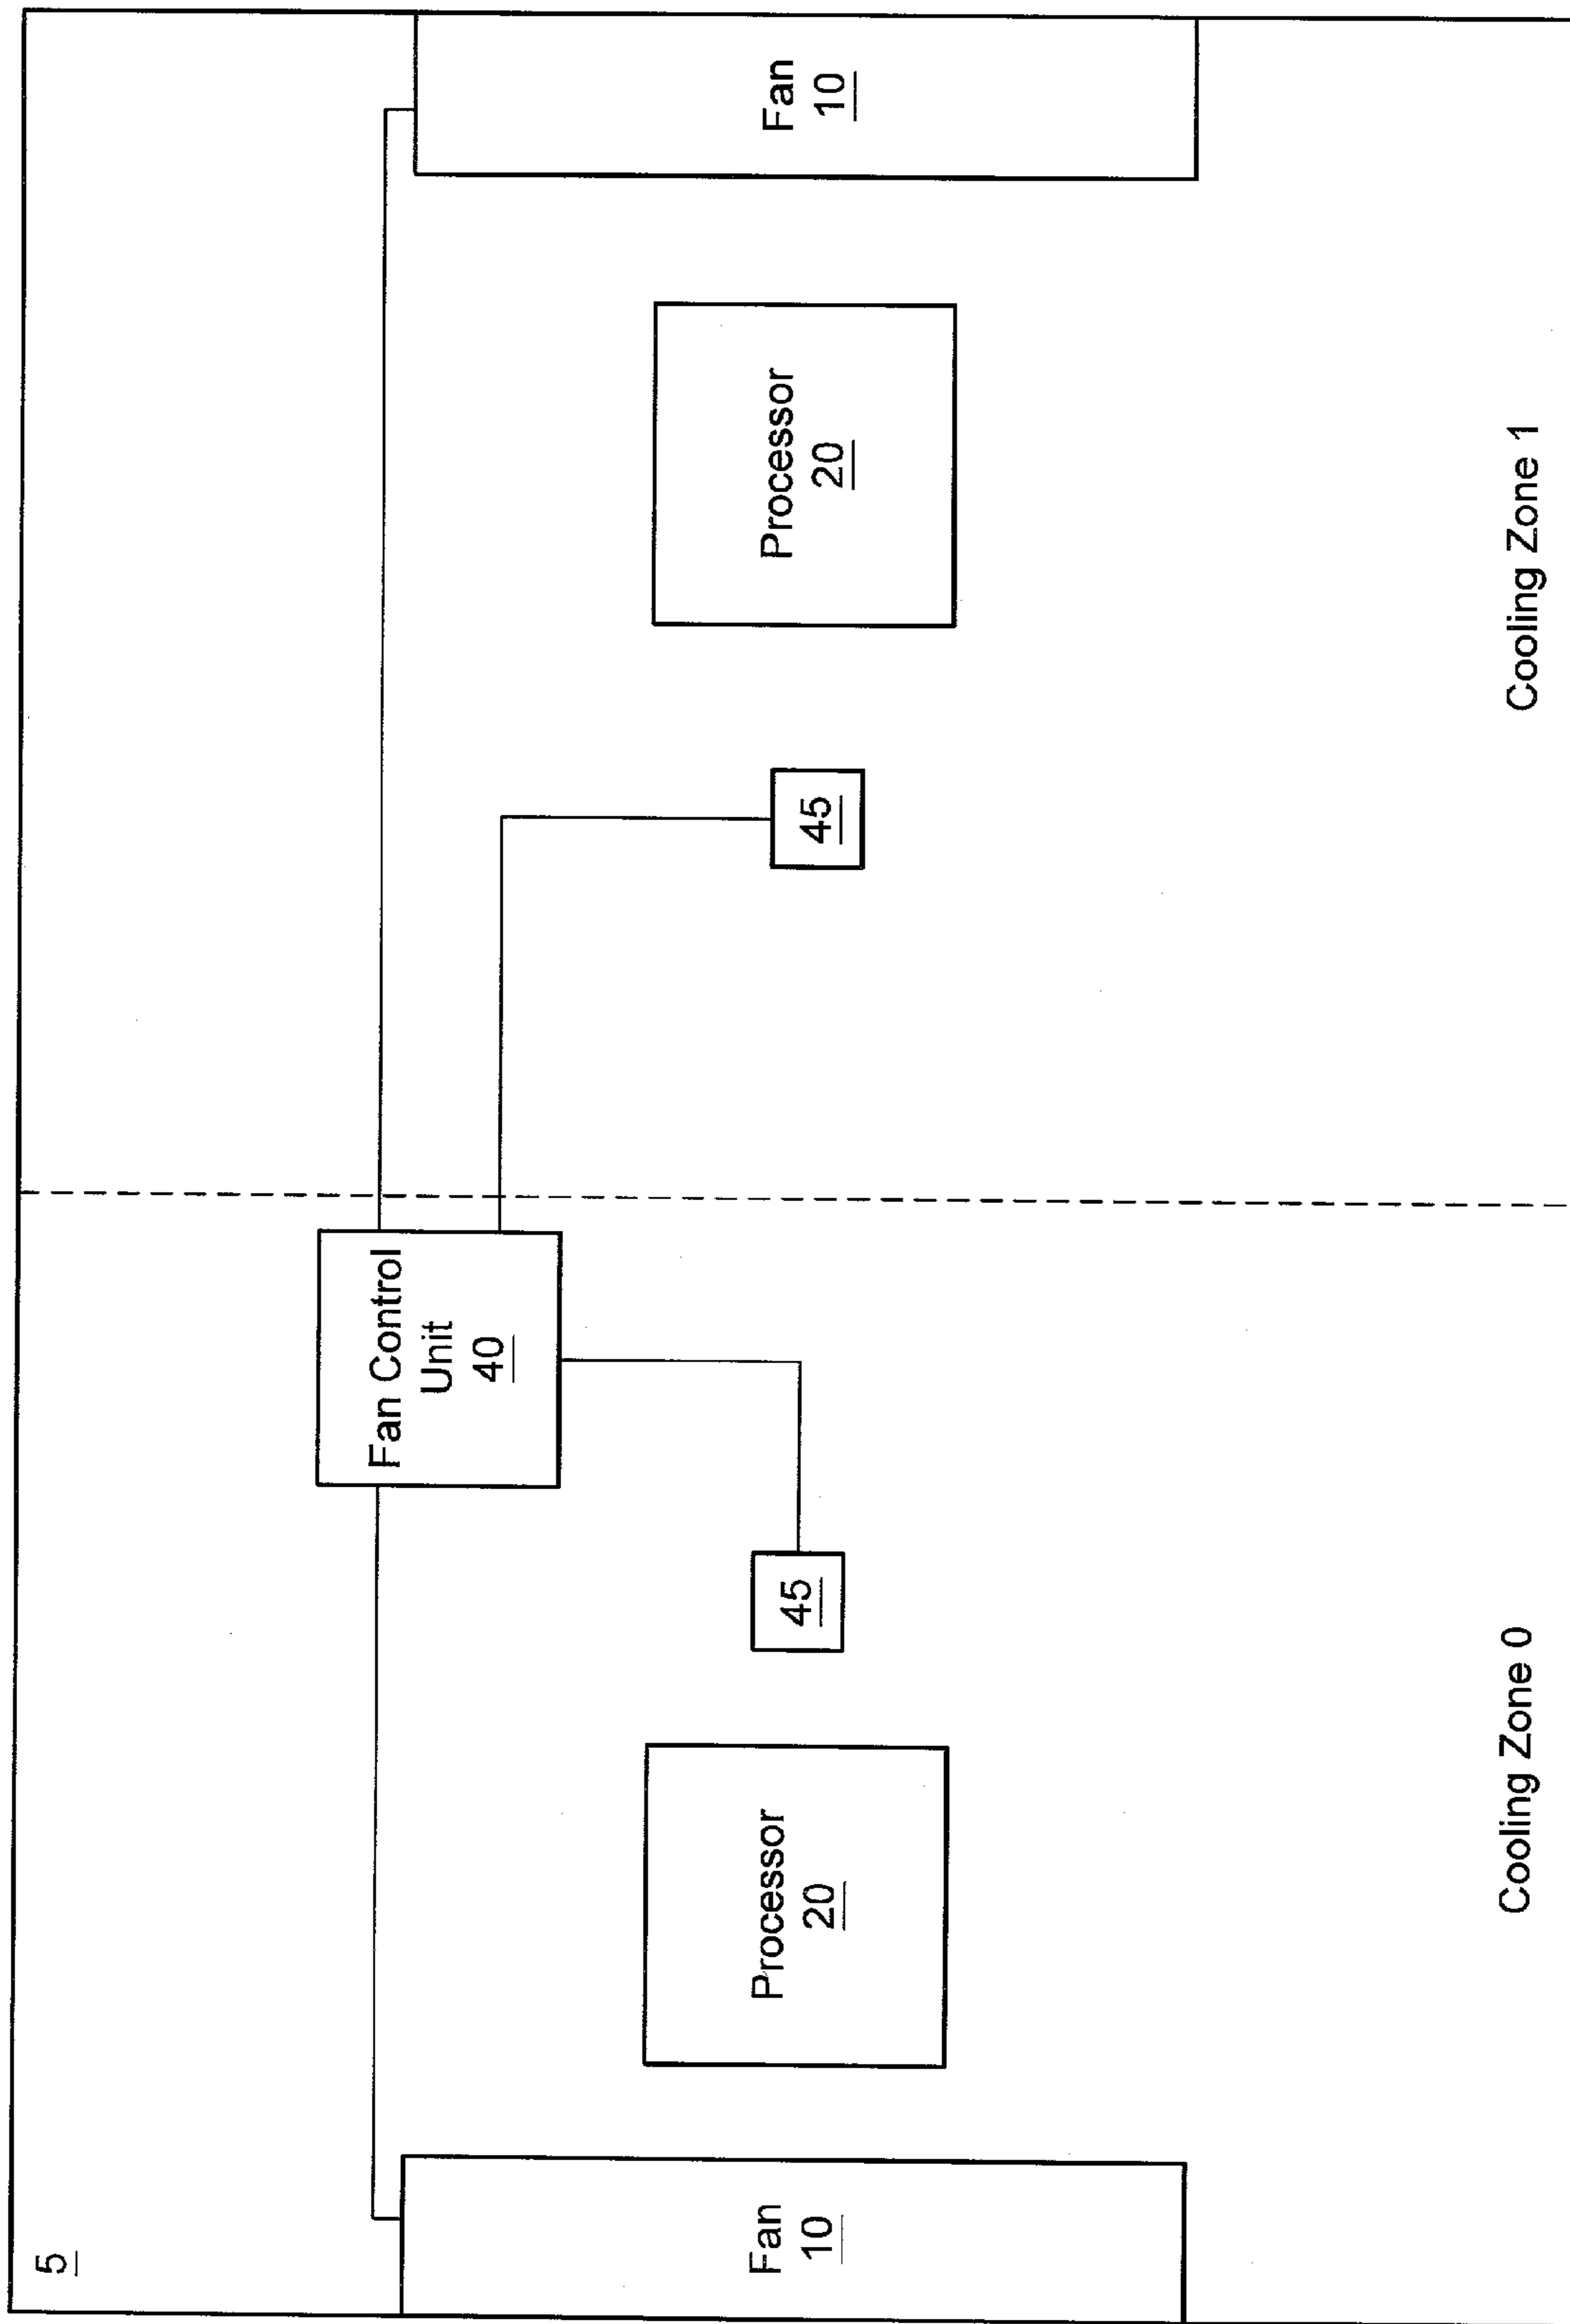 5
Fan Control
Unit
40
Fan
10
Processor
20
45
45
Processor
20
Fan
10
Cooling Zone 0
Cooling Zone 1